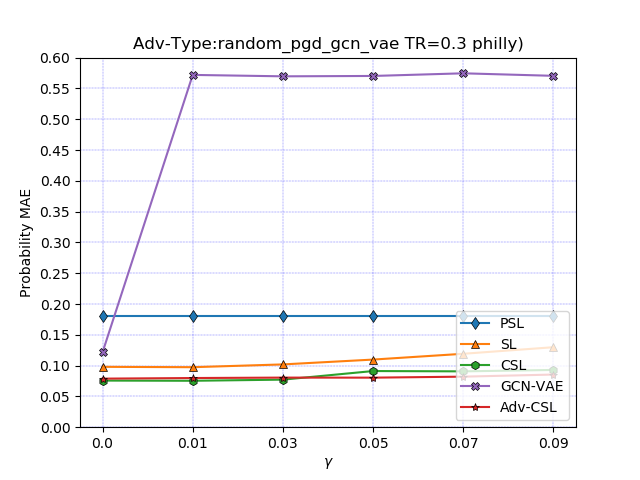 Adv-Type:random_pgd_gcn_vae TR=0.3 philly)
0.60
0.55
0.50
0.45
0.40
0.35
0.30
0.25
0.20
0.15
0.10
0.05
0.00
Probability MAE
PSL
SL
CSL
GCN-VAE
Adv-CSL
0.0 0.01 0.03 0.05 0.07 0.09
γ